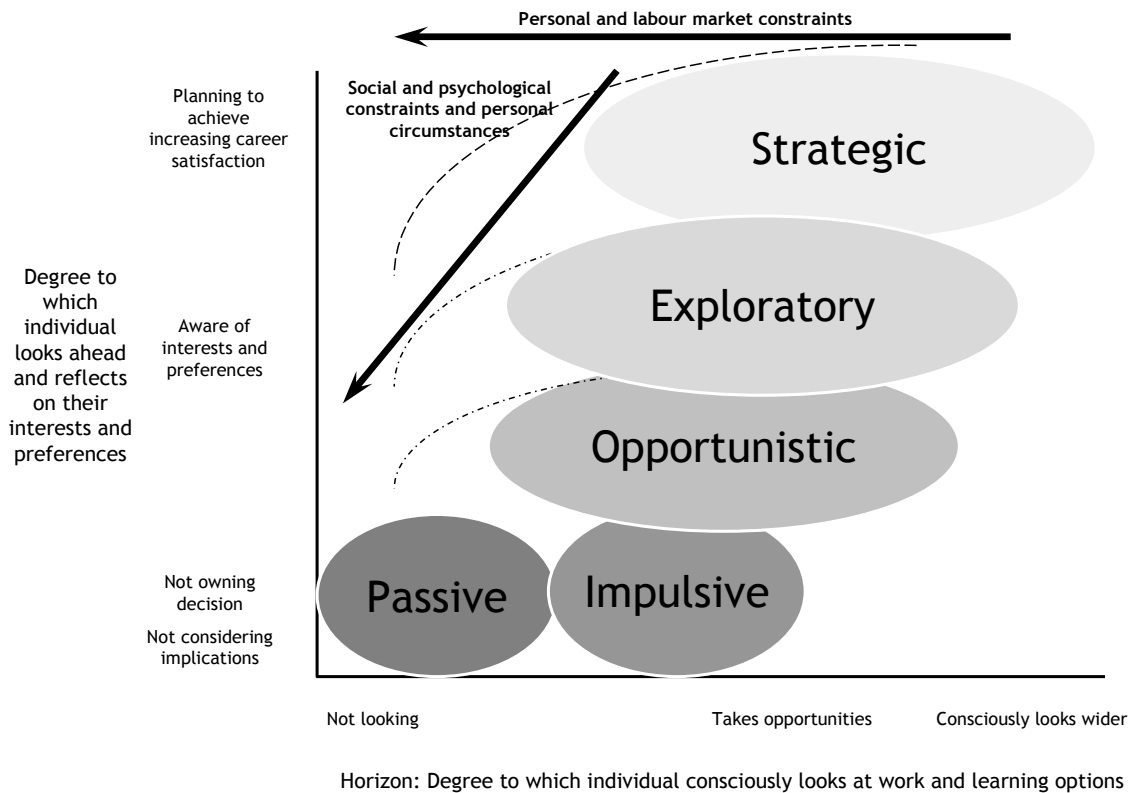 Personal and labour market constraints
Social and psychological
constraints and personal
circumstances
Planning to
achieve
increasing career
satisfaction
Strategic
Degree to
which
individual
looks ahead
and reflects
on their
interests and
preferences
Aware of
interests and
preferences
Exploratory
Opportunistic
Not owning
decision
Not considering
implications
Passive
Impulsive
Not looking
Takes opportunities
Consciously looks wider
Horizon: Degree to which individual consciously looks at work and learning options